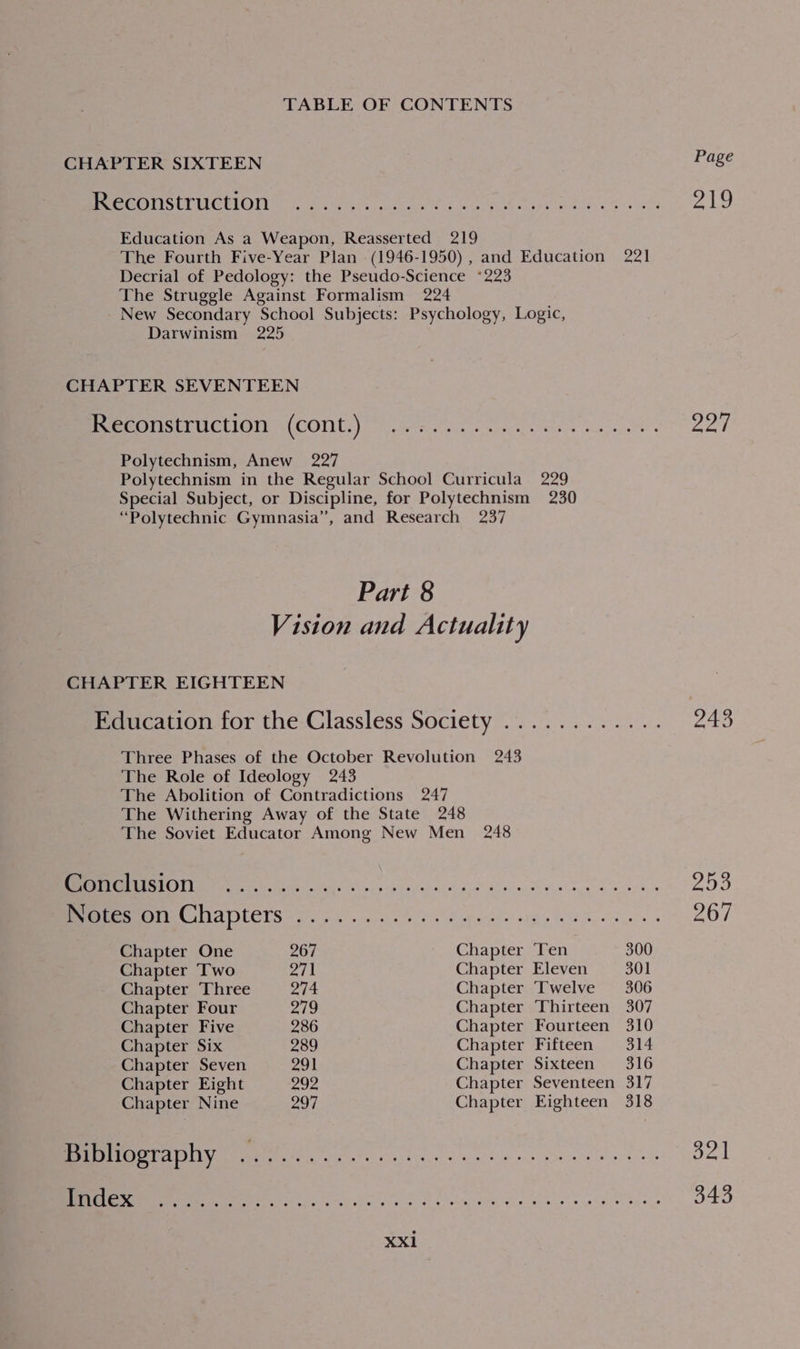 TABLE OF CONTENTS
CHAPTER SIXTEEN Page
Reconstruction ........................ 219
Education As a Weapon, Reasserted 219
The Fourth Five-Year Plan (1946-1950), and Education 221
Decrial of Pedology: the Pseudo-Science 223
The Struggle Against Formalism 224
New Secondary School Subjects: Psychology, Logic,
Darwinism 225
CHAPTER SEVENTEEN
Reconstruction (cont.) ................... 227
Polytechnism, Anew 227
Polytechnism in the Regular School Curricula 229
Special Subject, or Discipline, for Polytechnism 230
“Polytechnic Gymnasia”, and Research 237
Part 8
Vision and Actuality
CHAPTER EIGHTEEN
Education for the Classless Society ............ 243
Three Phases of the October Revolution 243
The Role of Ideology 243
The Abolition of Contradictions 247
The Withering Away of the State 248
The Soviet Educator Among New Men 248
Conclusion ............................ 253
Notes on Chapters ........................ 267
Chapter One 267 Chapter Ten 300
Chapter Two 271 Chapter Eleven 301
Chapter Three 274 Chapter Twelve 306
Chapter Four 279 Chapter Thirteen 307
Chapter Five 286 Chapter Fourteen 310
Chapter Six 289 Chapter Fifteen 314
Chapter Seven 291 Chapter Sixteen 316
Chapter Eight 292 Chapter Seventeen 317
Chapter Nine 297 Chapter Eighteen 318
Bibliography ........................... 321
Index ................................ 343
xxi